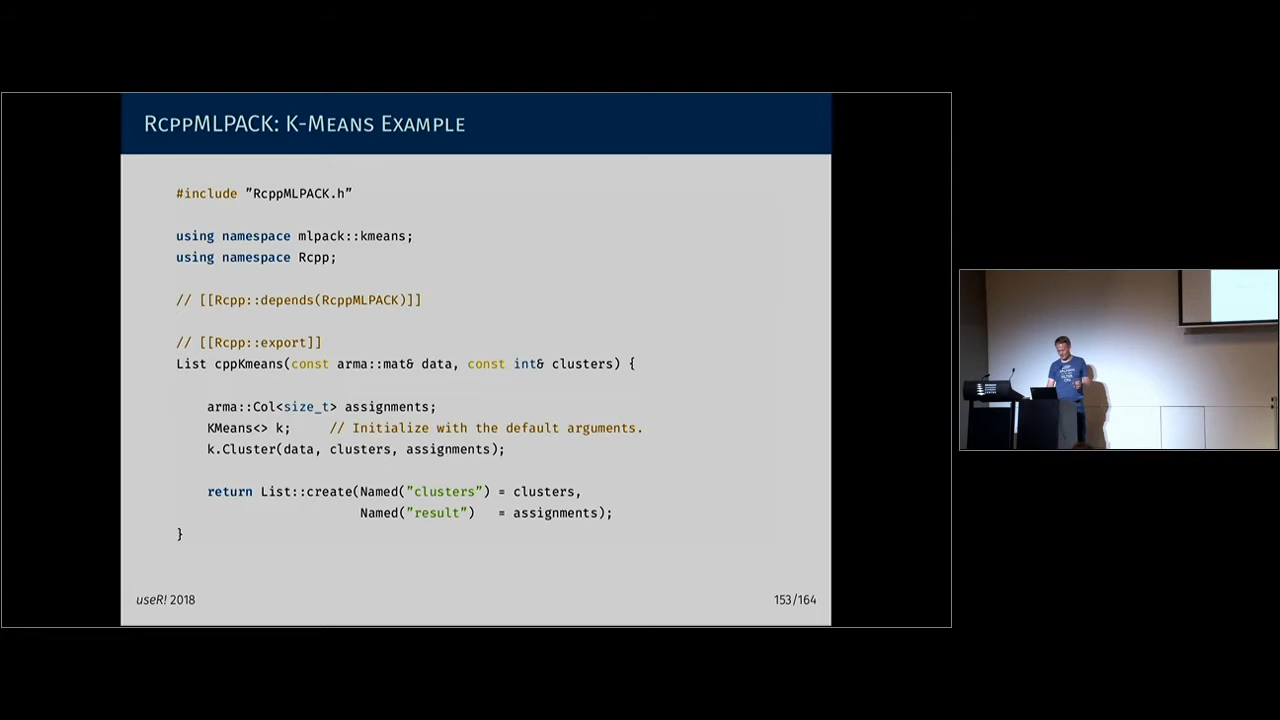 RcppMLPACK: K-Means Example
#include ”RcppMLPACK.h”
using namespace mlpack::kmeans;
using namespace Rcpp;
// [[Rcpp::depends(RcppMLPACK)]]
// [[Rcpp::export]]
List cppKmeans(const arma::mat& data, const int& clusters) {
arma::Col<size_t> assignments;
KMeans<> k; // Initialize with the default arguments.
k.Cluster(data, clusters, assignments);
return List::create(Named(”clusters”) = clusters,
Named(”result”) = assignments);
}
useR! 2018
153/164